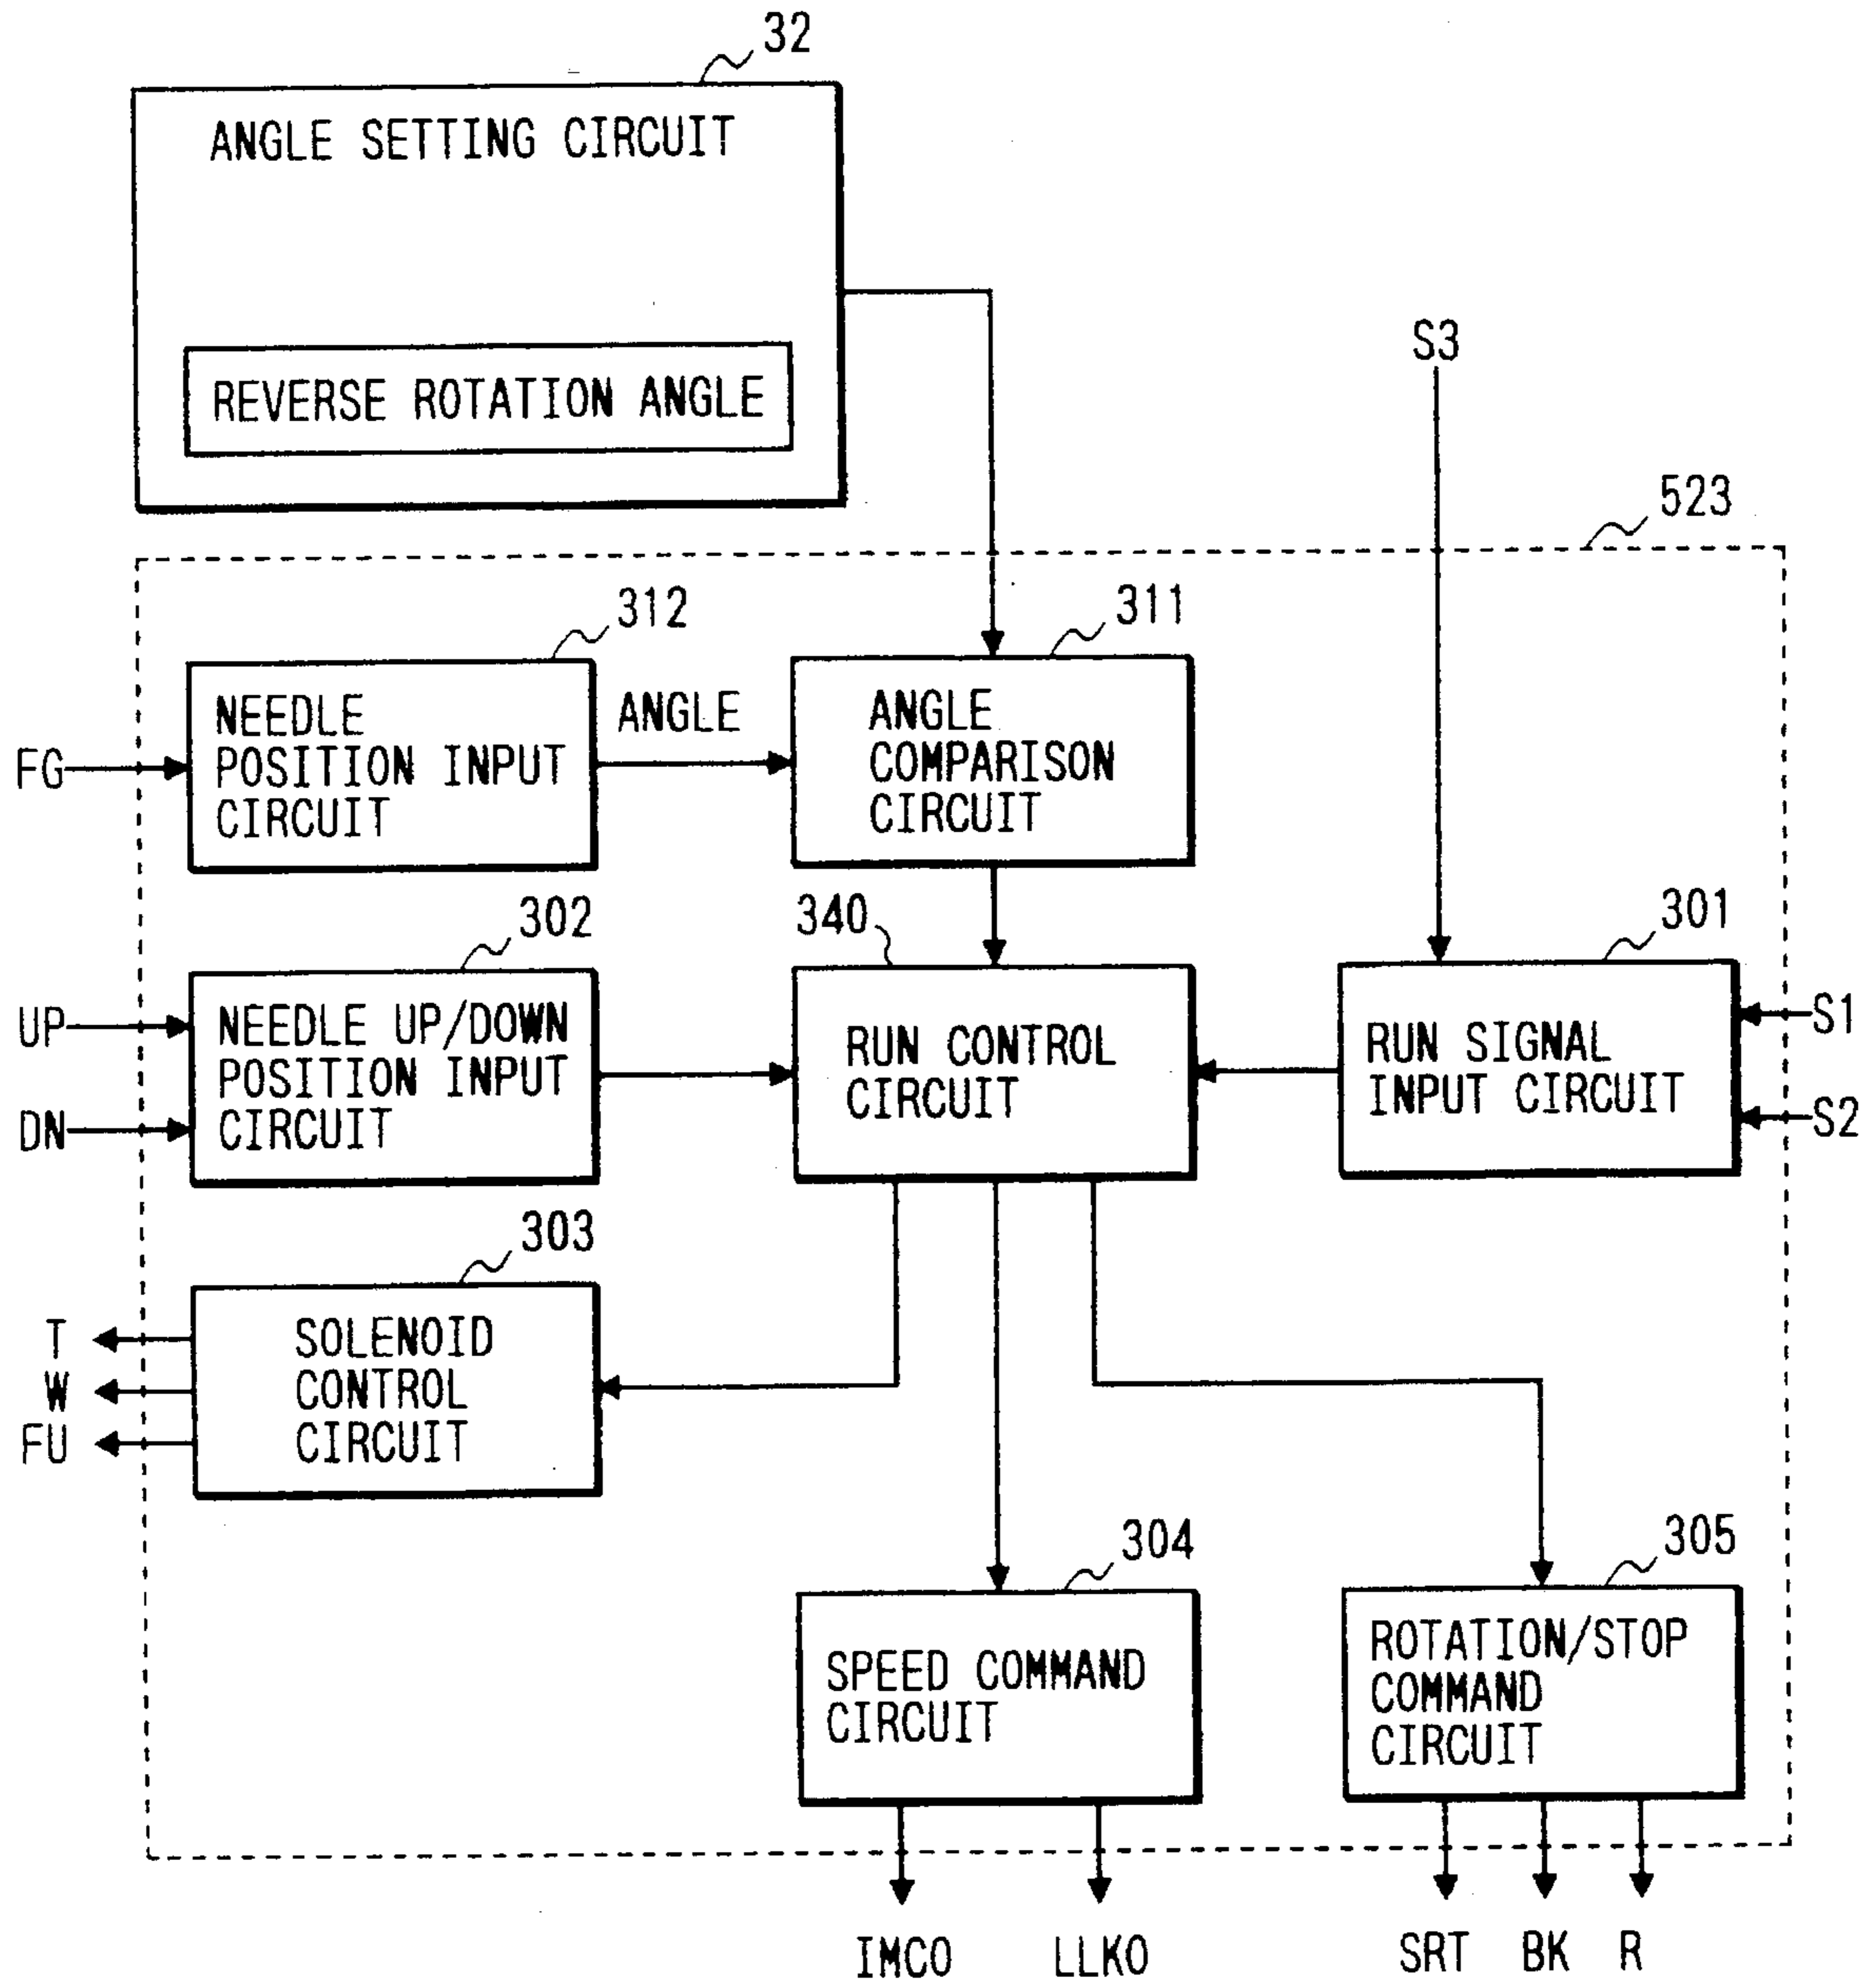 32
ANGLE SETTING CIRCUIT
REVERSE ROTATION ANGLE
S3
523
312
311
NEEDLE
POSITION INPUT
CIRCUIT
ANGLE
ANGLE
COMPARISON
CIRCUIT
FG
302
340
301
UP
DN
NEEDLE UP/DOWN
POSITION INPUT
CIRCUIT
RUN CONTROL
CIRCUIT
RUN SIGNAL
INPUT CIRCUIT
S1
S2
303
T
W
FU
SOLENOID
CONTROL
CIRCUIT
304
305
SPEED COMMAND
CIRCUIT
ROTATION/STOP
COMMAND
CIRCUIT
IMCO
LLKO
SRT
BK
R